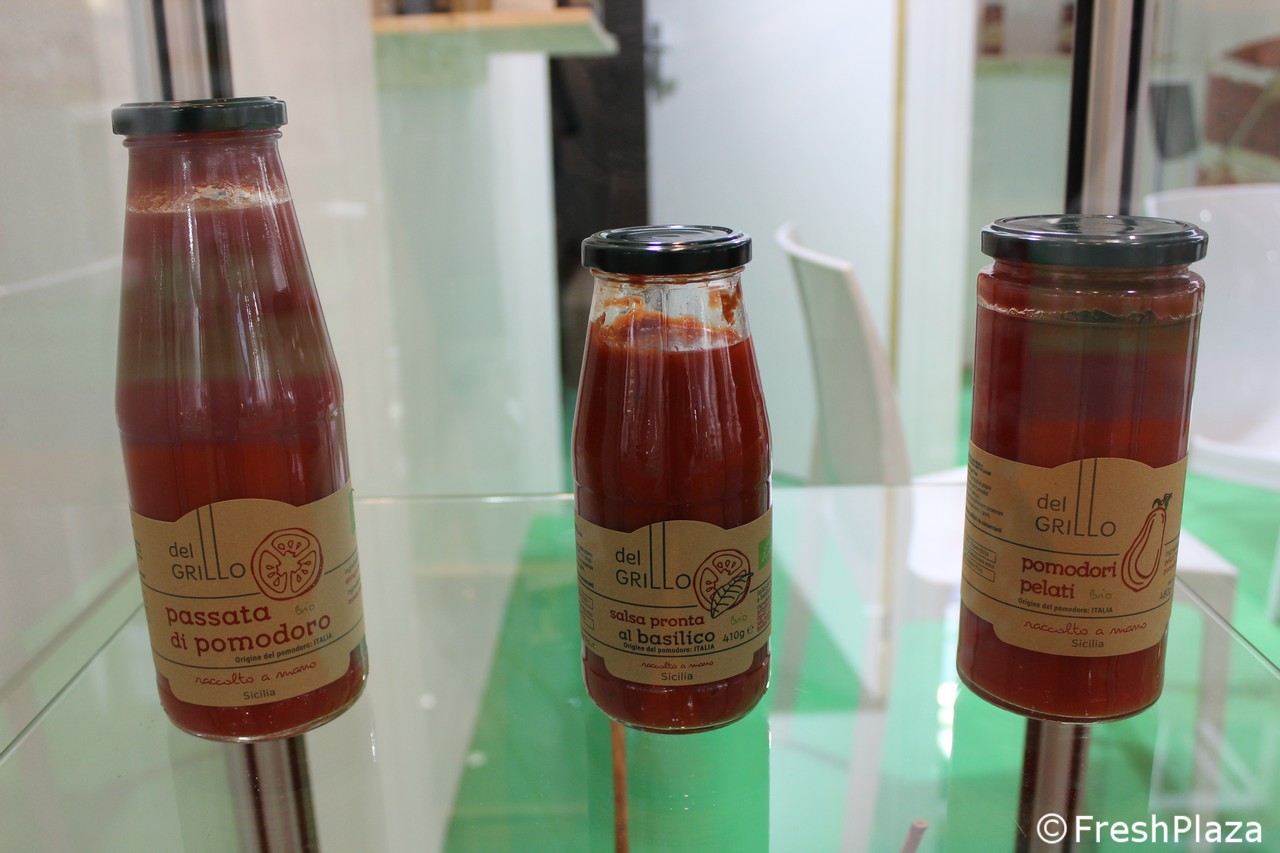 del
GRILLO
passata
di pomodoro
Bio
Origine del pomodoro: ITALIA
raccolto a mano
Sicilia
del
GRILLO
salsa pronta
al basilico
Bio
410g e
Origine del pomodoro: ITALIA
raccolto a mano
Sicilia
del
GRILLO
pomodori
pelati
Bio
Origine del pomodoro: ITALIA
raccolto a mano
Sicilia
©FreshPlaza